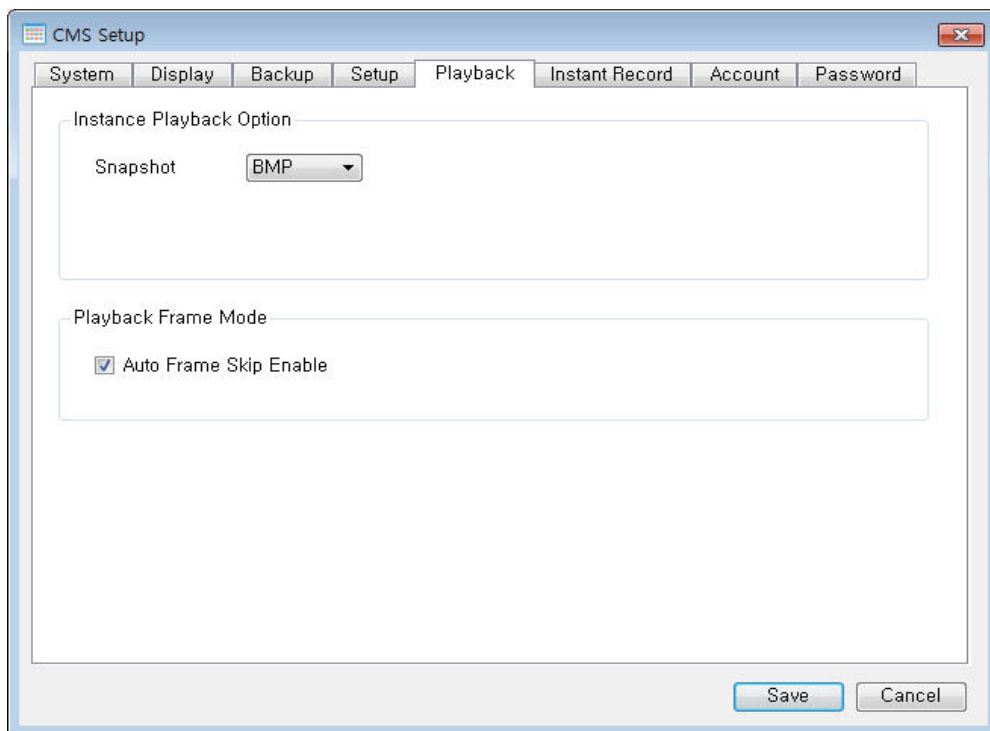 CMS Setup
System Display Backup Setup Playback Instant Record Account Password
Instance Playback Option
Snapshot BMP
Playback Frame Mode
Auto Frame Skip Enable
Save Cancel